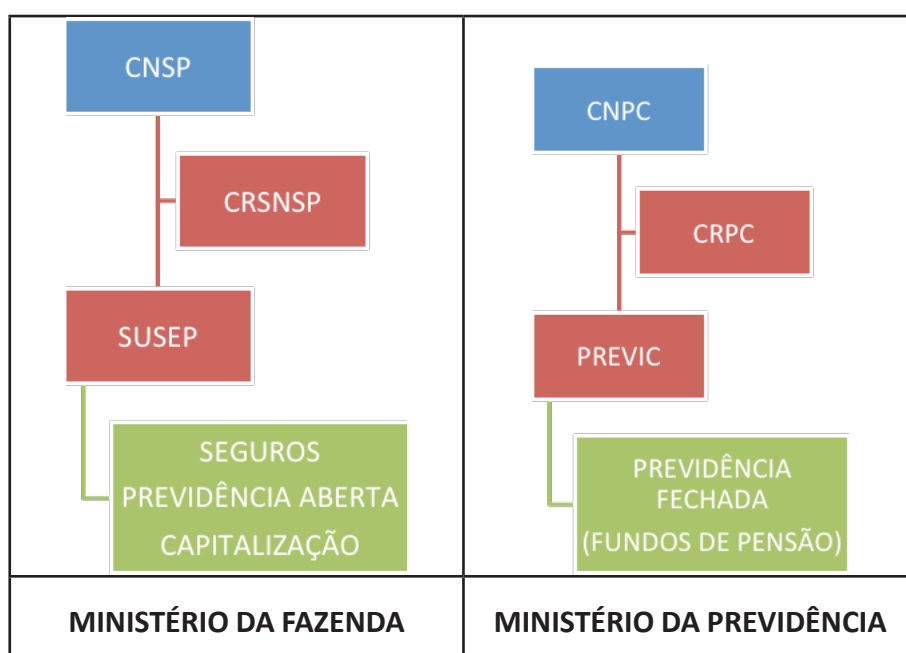 CNSP
CRSNSP
SUSEP
SEGUROS
PREVIDÊNCIA ABERTA
CAPITALIZAÇÃO
MINISTÉRIO DA FAZENDA
CNPC
CRPC
PREVIC
PREVIDÊNCIA
FECHADA
(FUNDOS DE PENSÃO)
MINISTÉRIO DA PREVIDÊNCIA